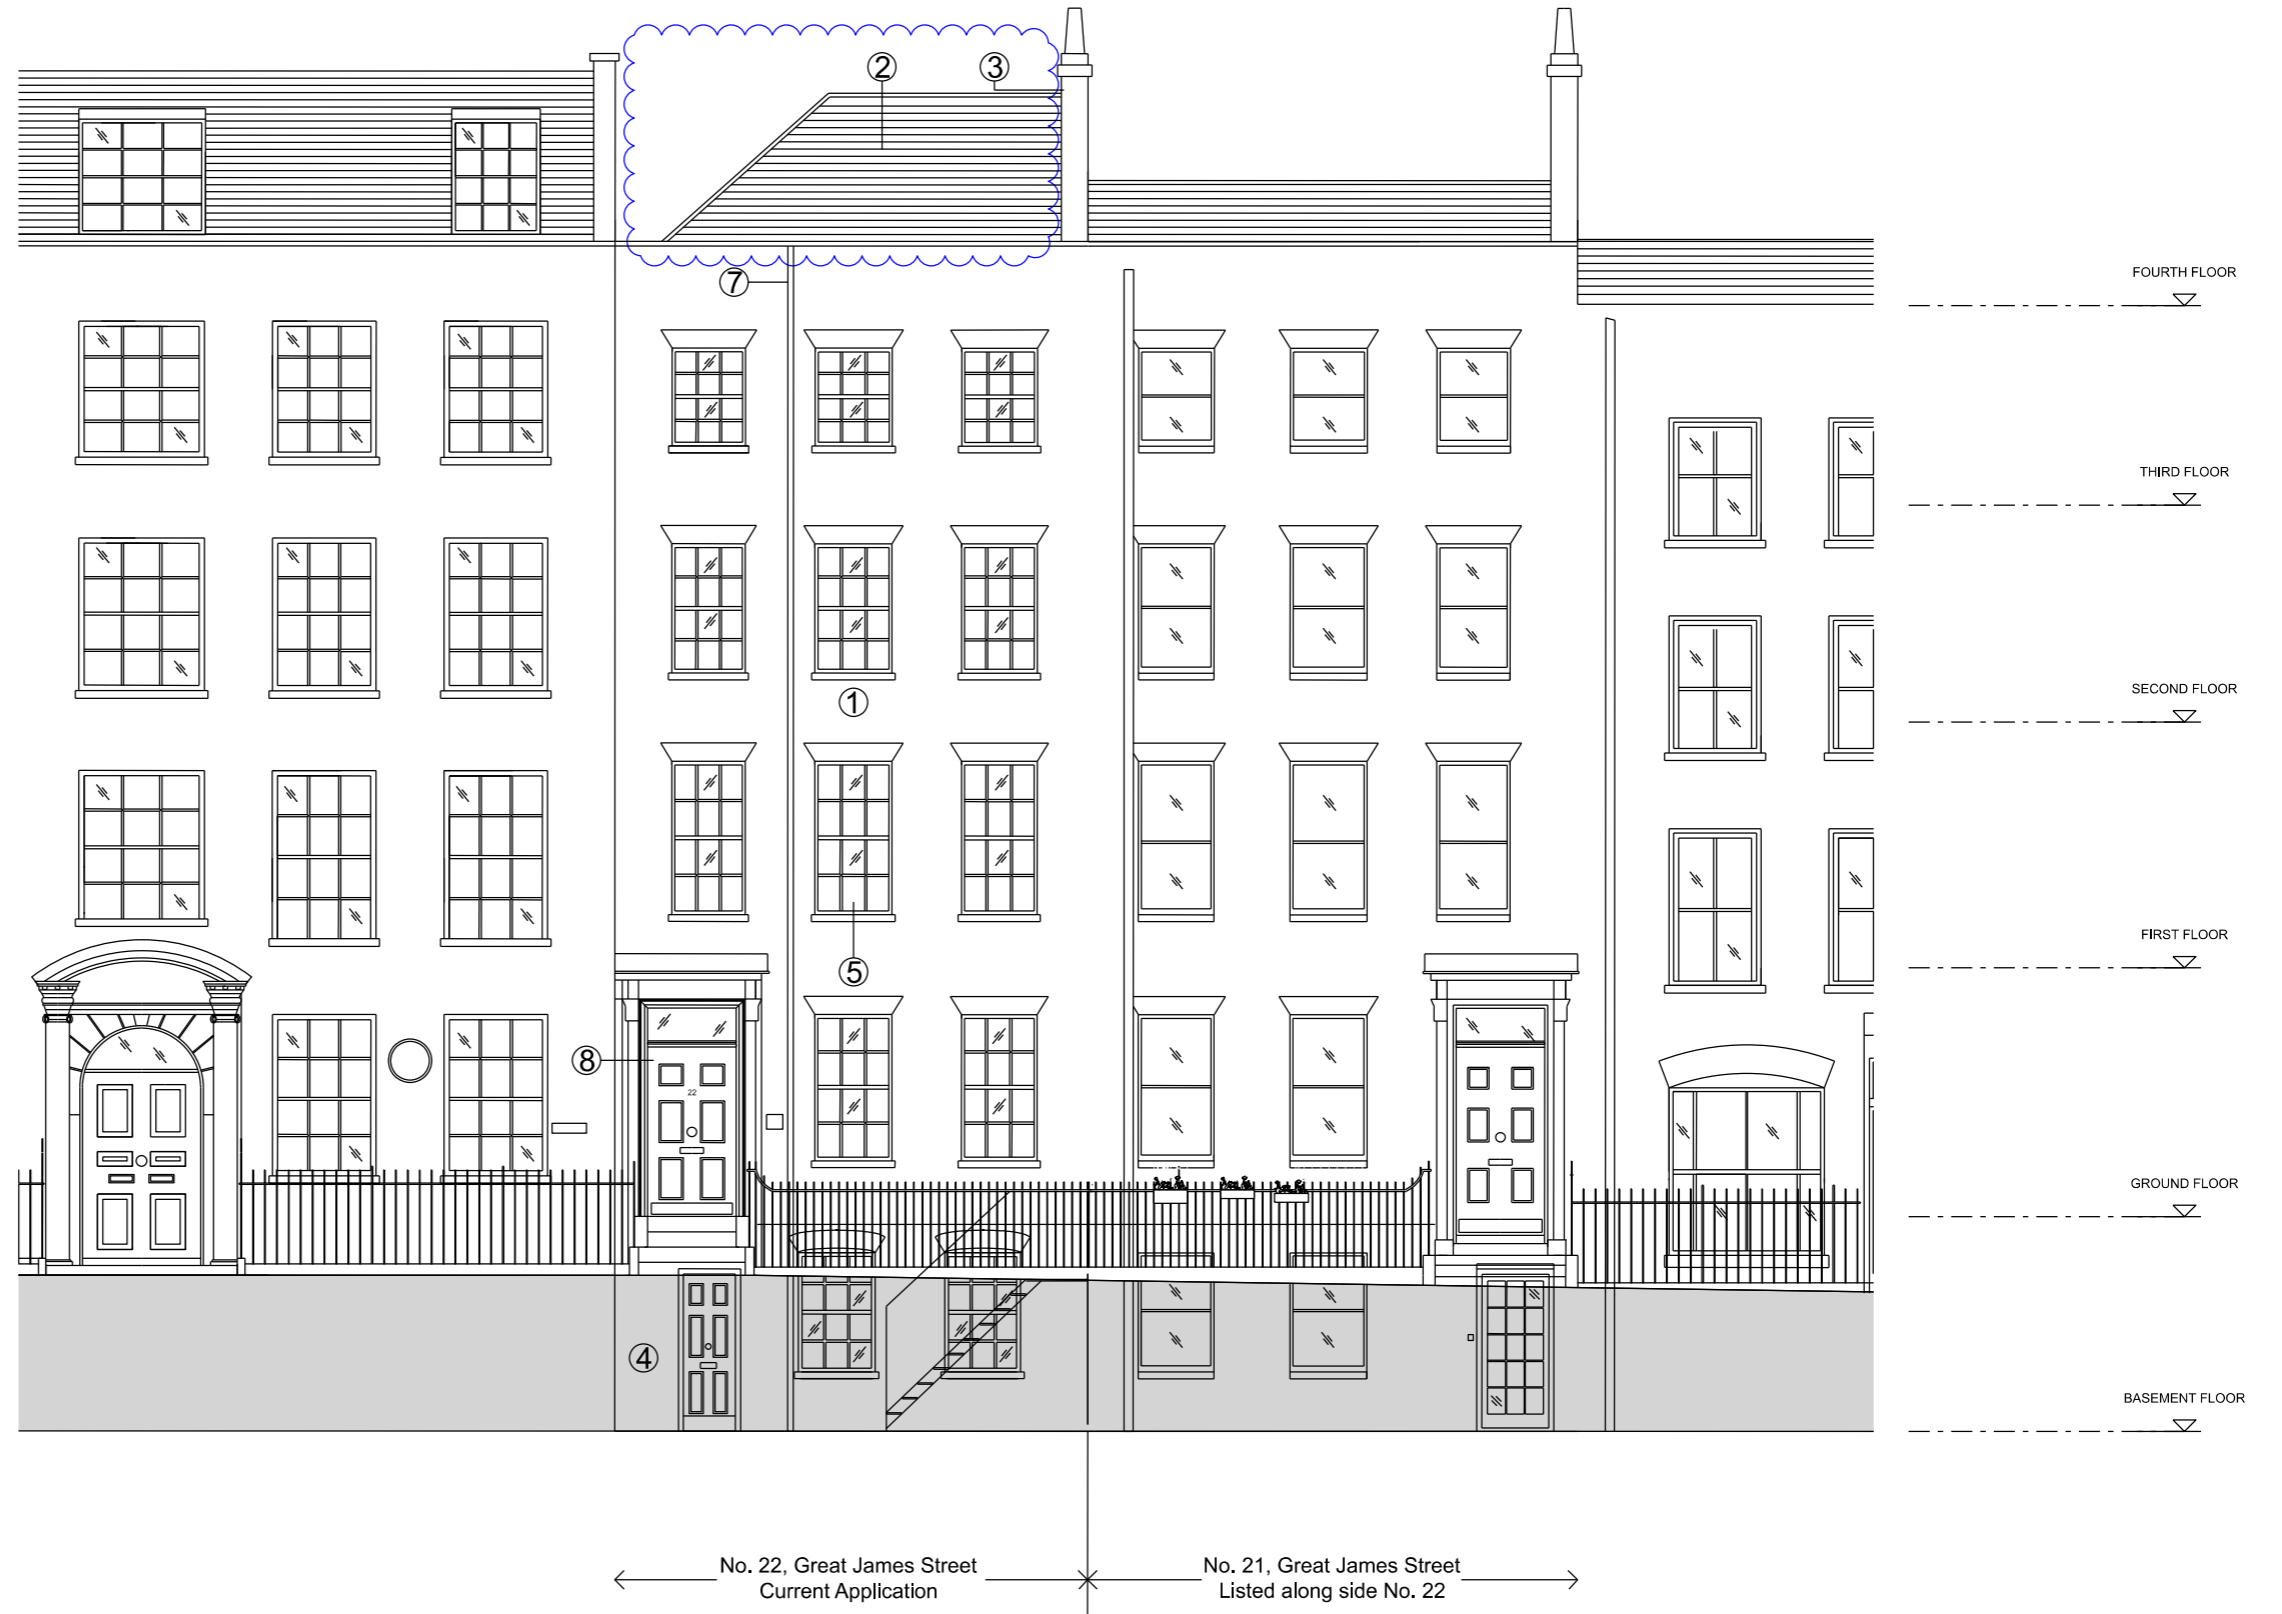 2
3
7
FOURTH FLOOR
THIRD FLOOR
SECOND FLOOR
1
FIRST FLOOR
5
8
22
GROUND FLOOR
4
BASEMENT FLOOR
No. 22, Great James Street
Current Application
No. 21, Great James Street
Listed along side No. 22